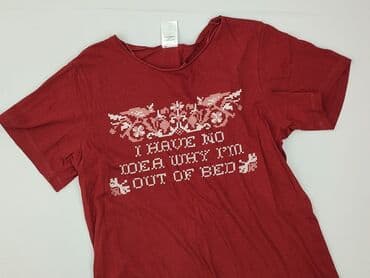 I HAVE NO
IDEA WHY I'M
OUT OF BED